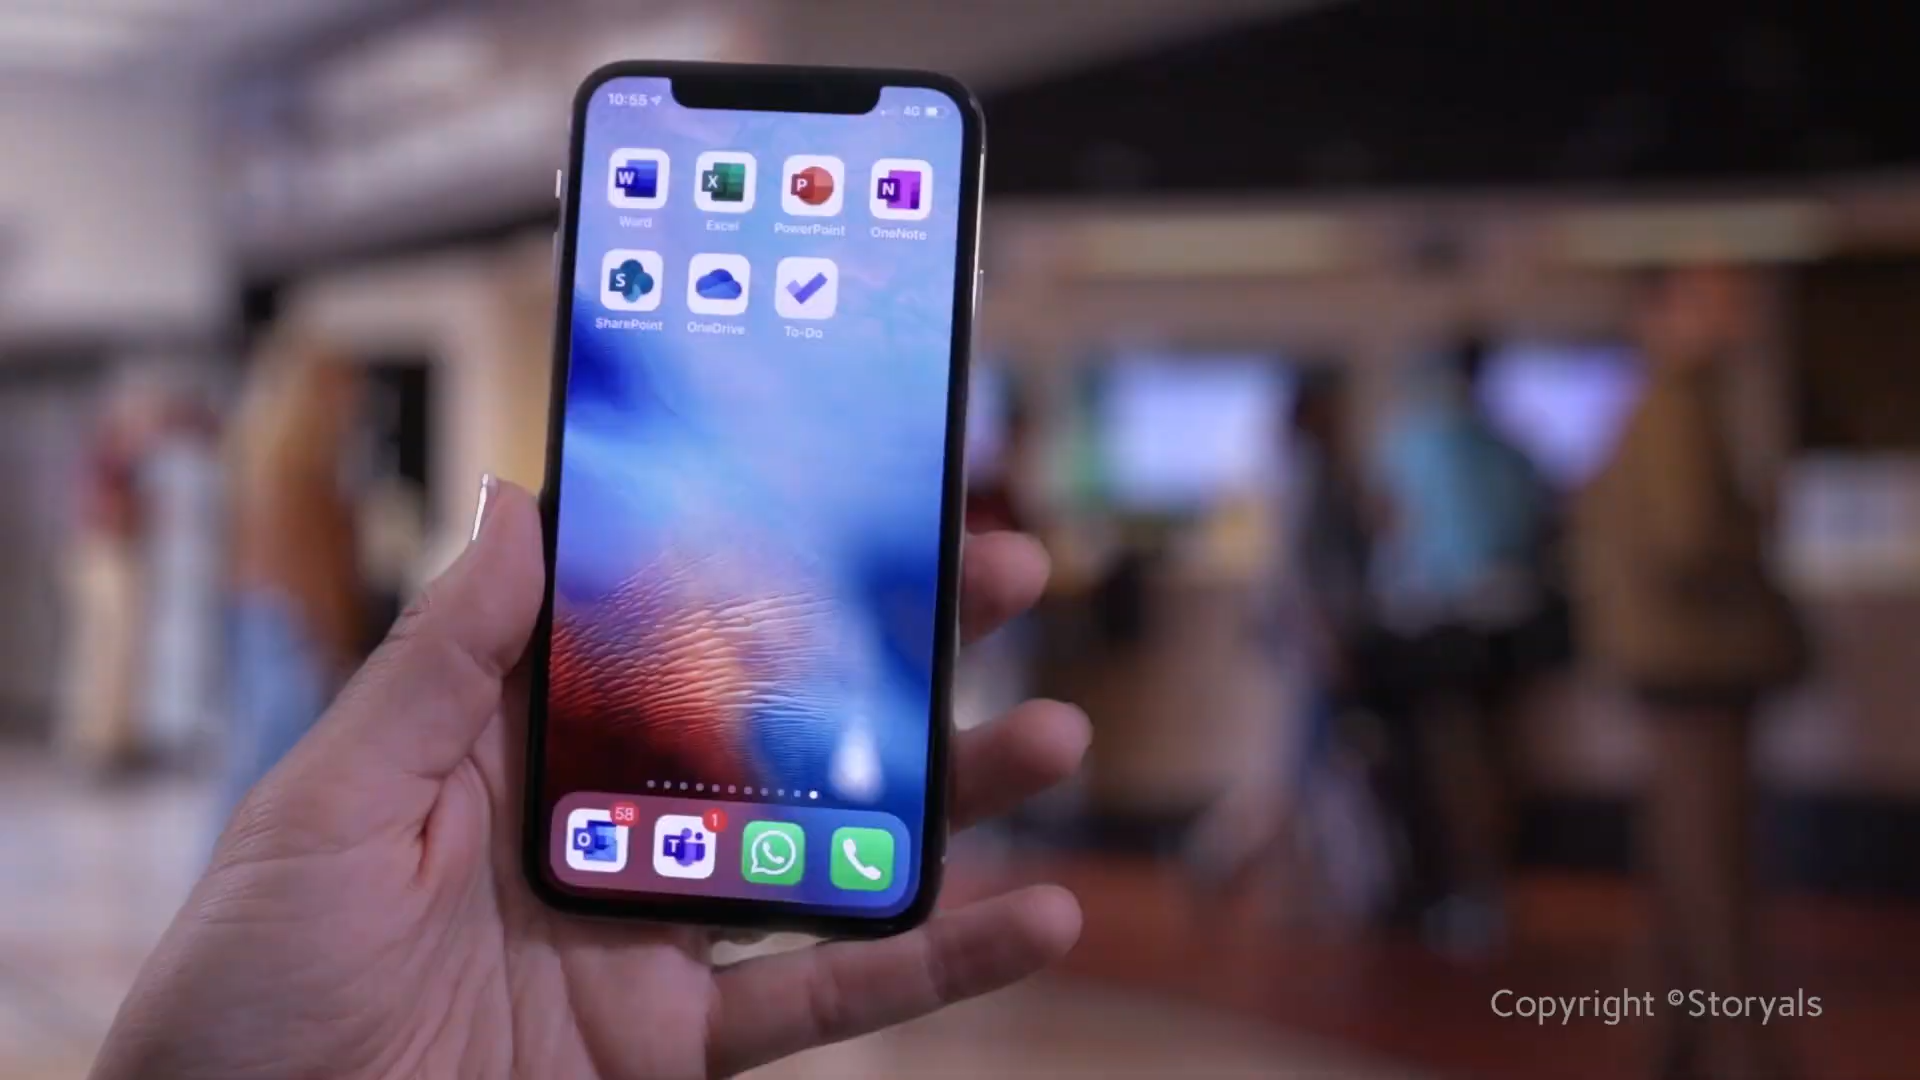 10:55
4G
W X P N
Word Excel PowerPoint OneNote
S
SharePoint OneDrive To-Do
58 1
O T
Copyright ©Storyals